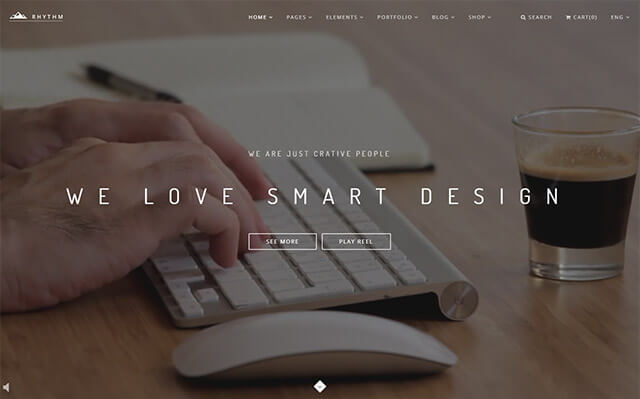 RHYTHM
HOME PAGES ELEMENTS PORTFOLIO BLOG SHOP SEARCH CART(0) ENG
WE ARE JUST CRATIVE PEOPLE
WE LOVE SMART DESIGN
SEE MORE PLAY REEL